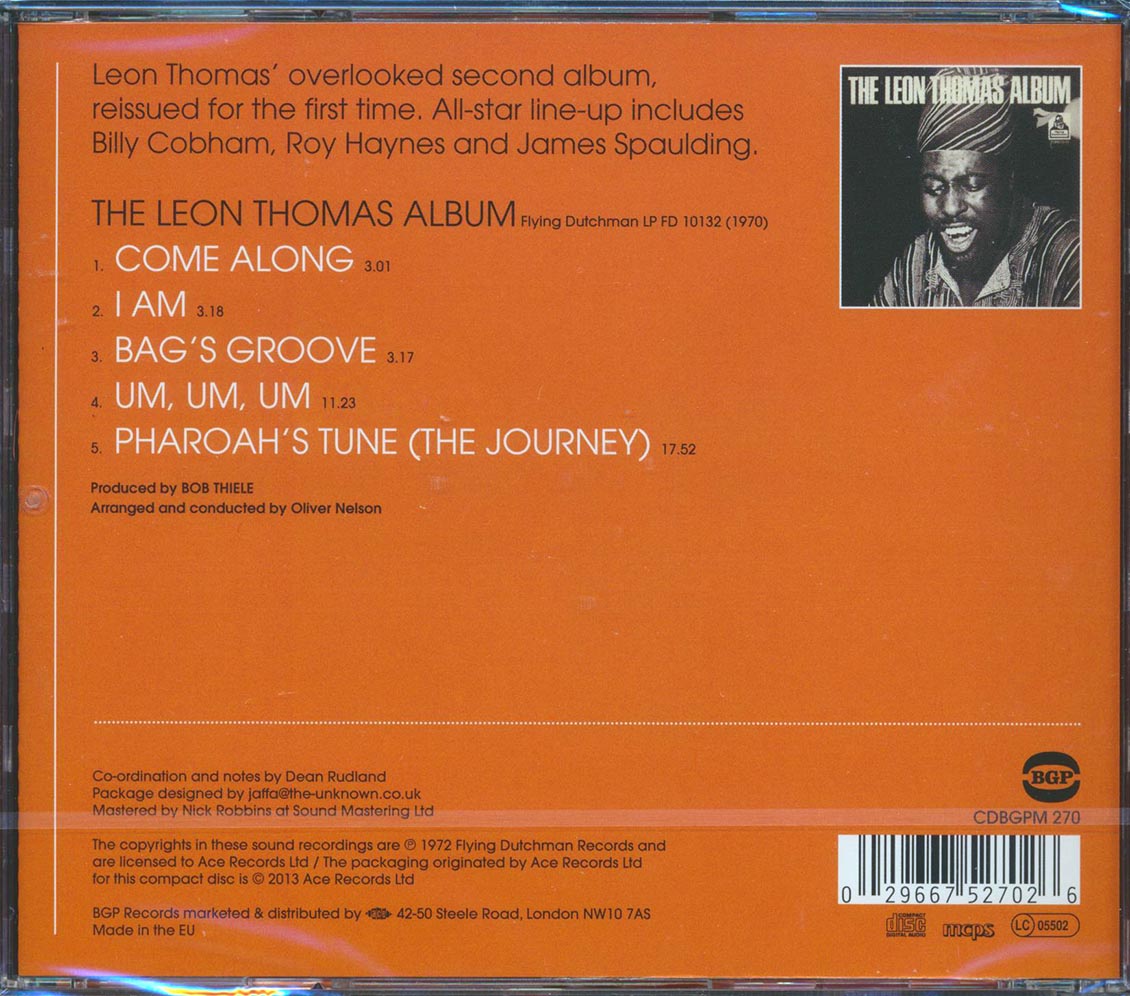 Leon Thomas' overlooked second album,
reissued for the first time. All-star line-up includes
Billy Cobham, Roy Haynes and James Spaulding.
THE LEON THOMAS ALBUM
THE LEON THOMAS ALBUM Flying Dutchman LP FD 10132 (1970)
1. COME ALONG 3.01
2. I AM 3.18
3. BAG'S GROOVE 3.17
4. UM, UM, UM 11.23
5. PHAROAH'S TUNE (THE JOURNEY) 17.52
Produced by BOB THIELE
Arranged and conducted by Oliver Nelson
Co-ordination and notes by Dean Rudland
Package designed by jaffa@the-unknown.co.uk
Mastered by Nick Robbins at Sound Mastering Ltd
BGP
CDBGPM 270
The copyrights in these sound recordings are ℗ 1972 Flying Dutchman Records and
are licensed to Ace Records Ltd / The packaging originated by Ace Records Ltd
for this compact disc is © 2013 Ace Records Ltd
0 29667 52702 6
BGP Records marketed & distributed by ACE 42-50 Steele Road, London NW10 7AS
Made in the EU
COMPACT disc DIGITAL AUDIO
mcps
LC 05502